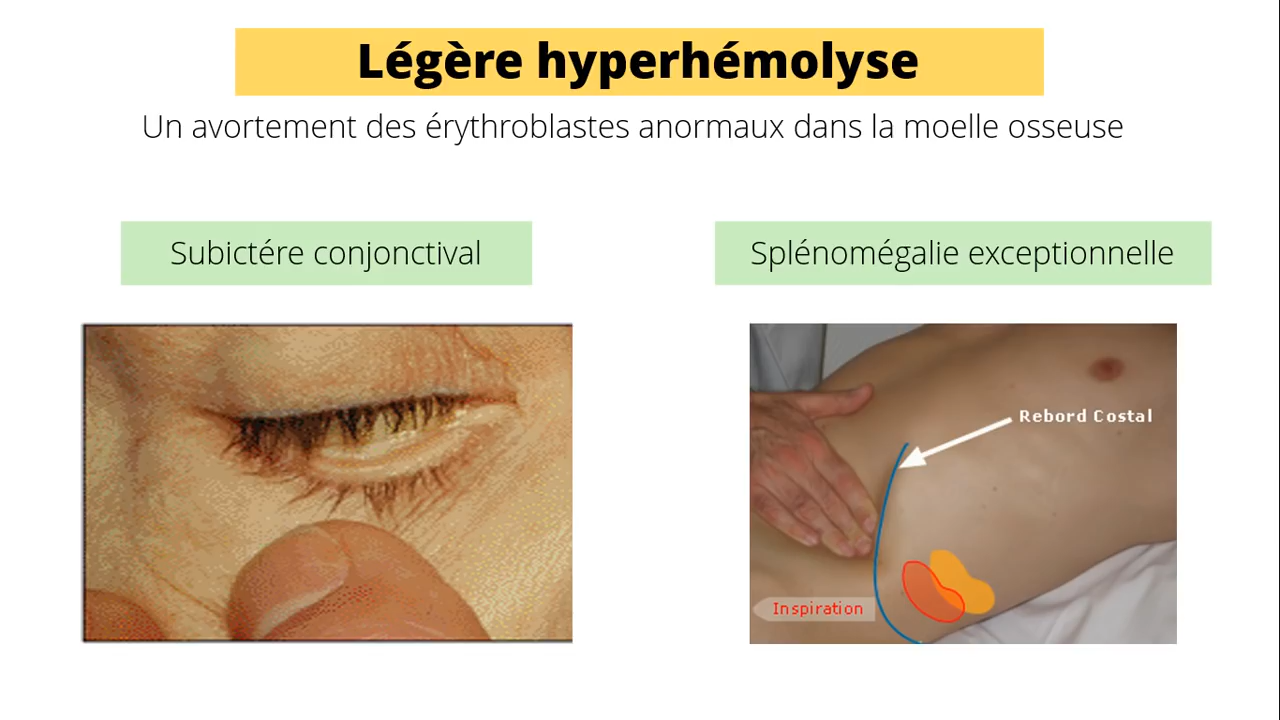 Légère hyperhémolyse
Un avortement des érythroblastes anormaux dans la moelle osseuse
Subictére conjonctival
Splénomégalie exceptionnelle
Rebord Costal
Inspiration